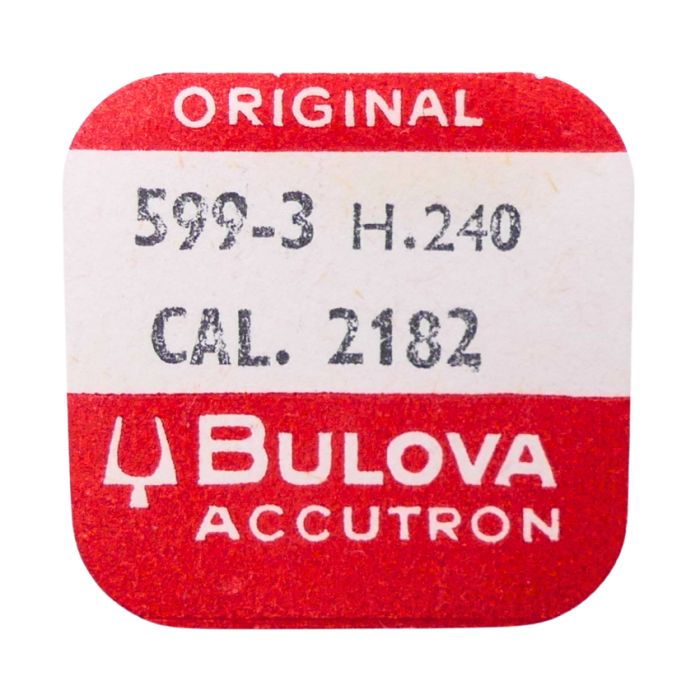 ORIGINAL
599-3 H.240
CAL. 2182
BULOVA
ACCUTRON